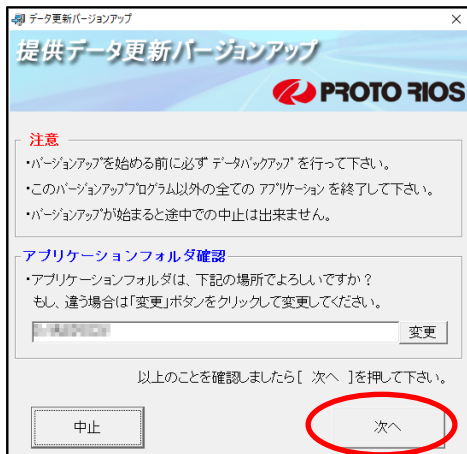 データ更新バージョンアップ
提供データ更新バージョンアップ
PROTO RIOS
注意
・バージョンアップを始める前に必ず データバックアップ を行って下さい。
・このバージョンアッププログラム以外の全ての アプリケーション を終了して下さい。
・バージョンアップが始まると途中での中止は出来ません。
アプリケーションフォルダ確認
・アプリケーションフォルダは、下記の場所でよろしいですか？
もし、違う場合は「変更」ボタンをクリックして変更してください。
変更
以上のことを確認しましたら[ 次へ ]を押して下さい。
中止
次へ